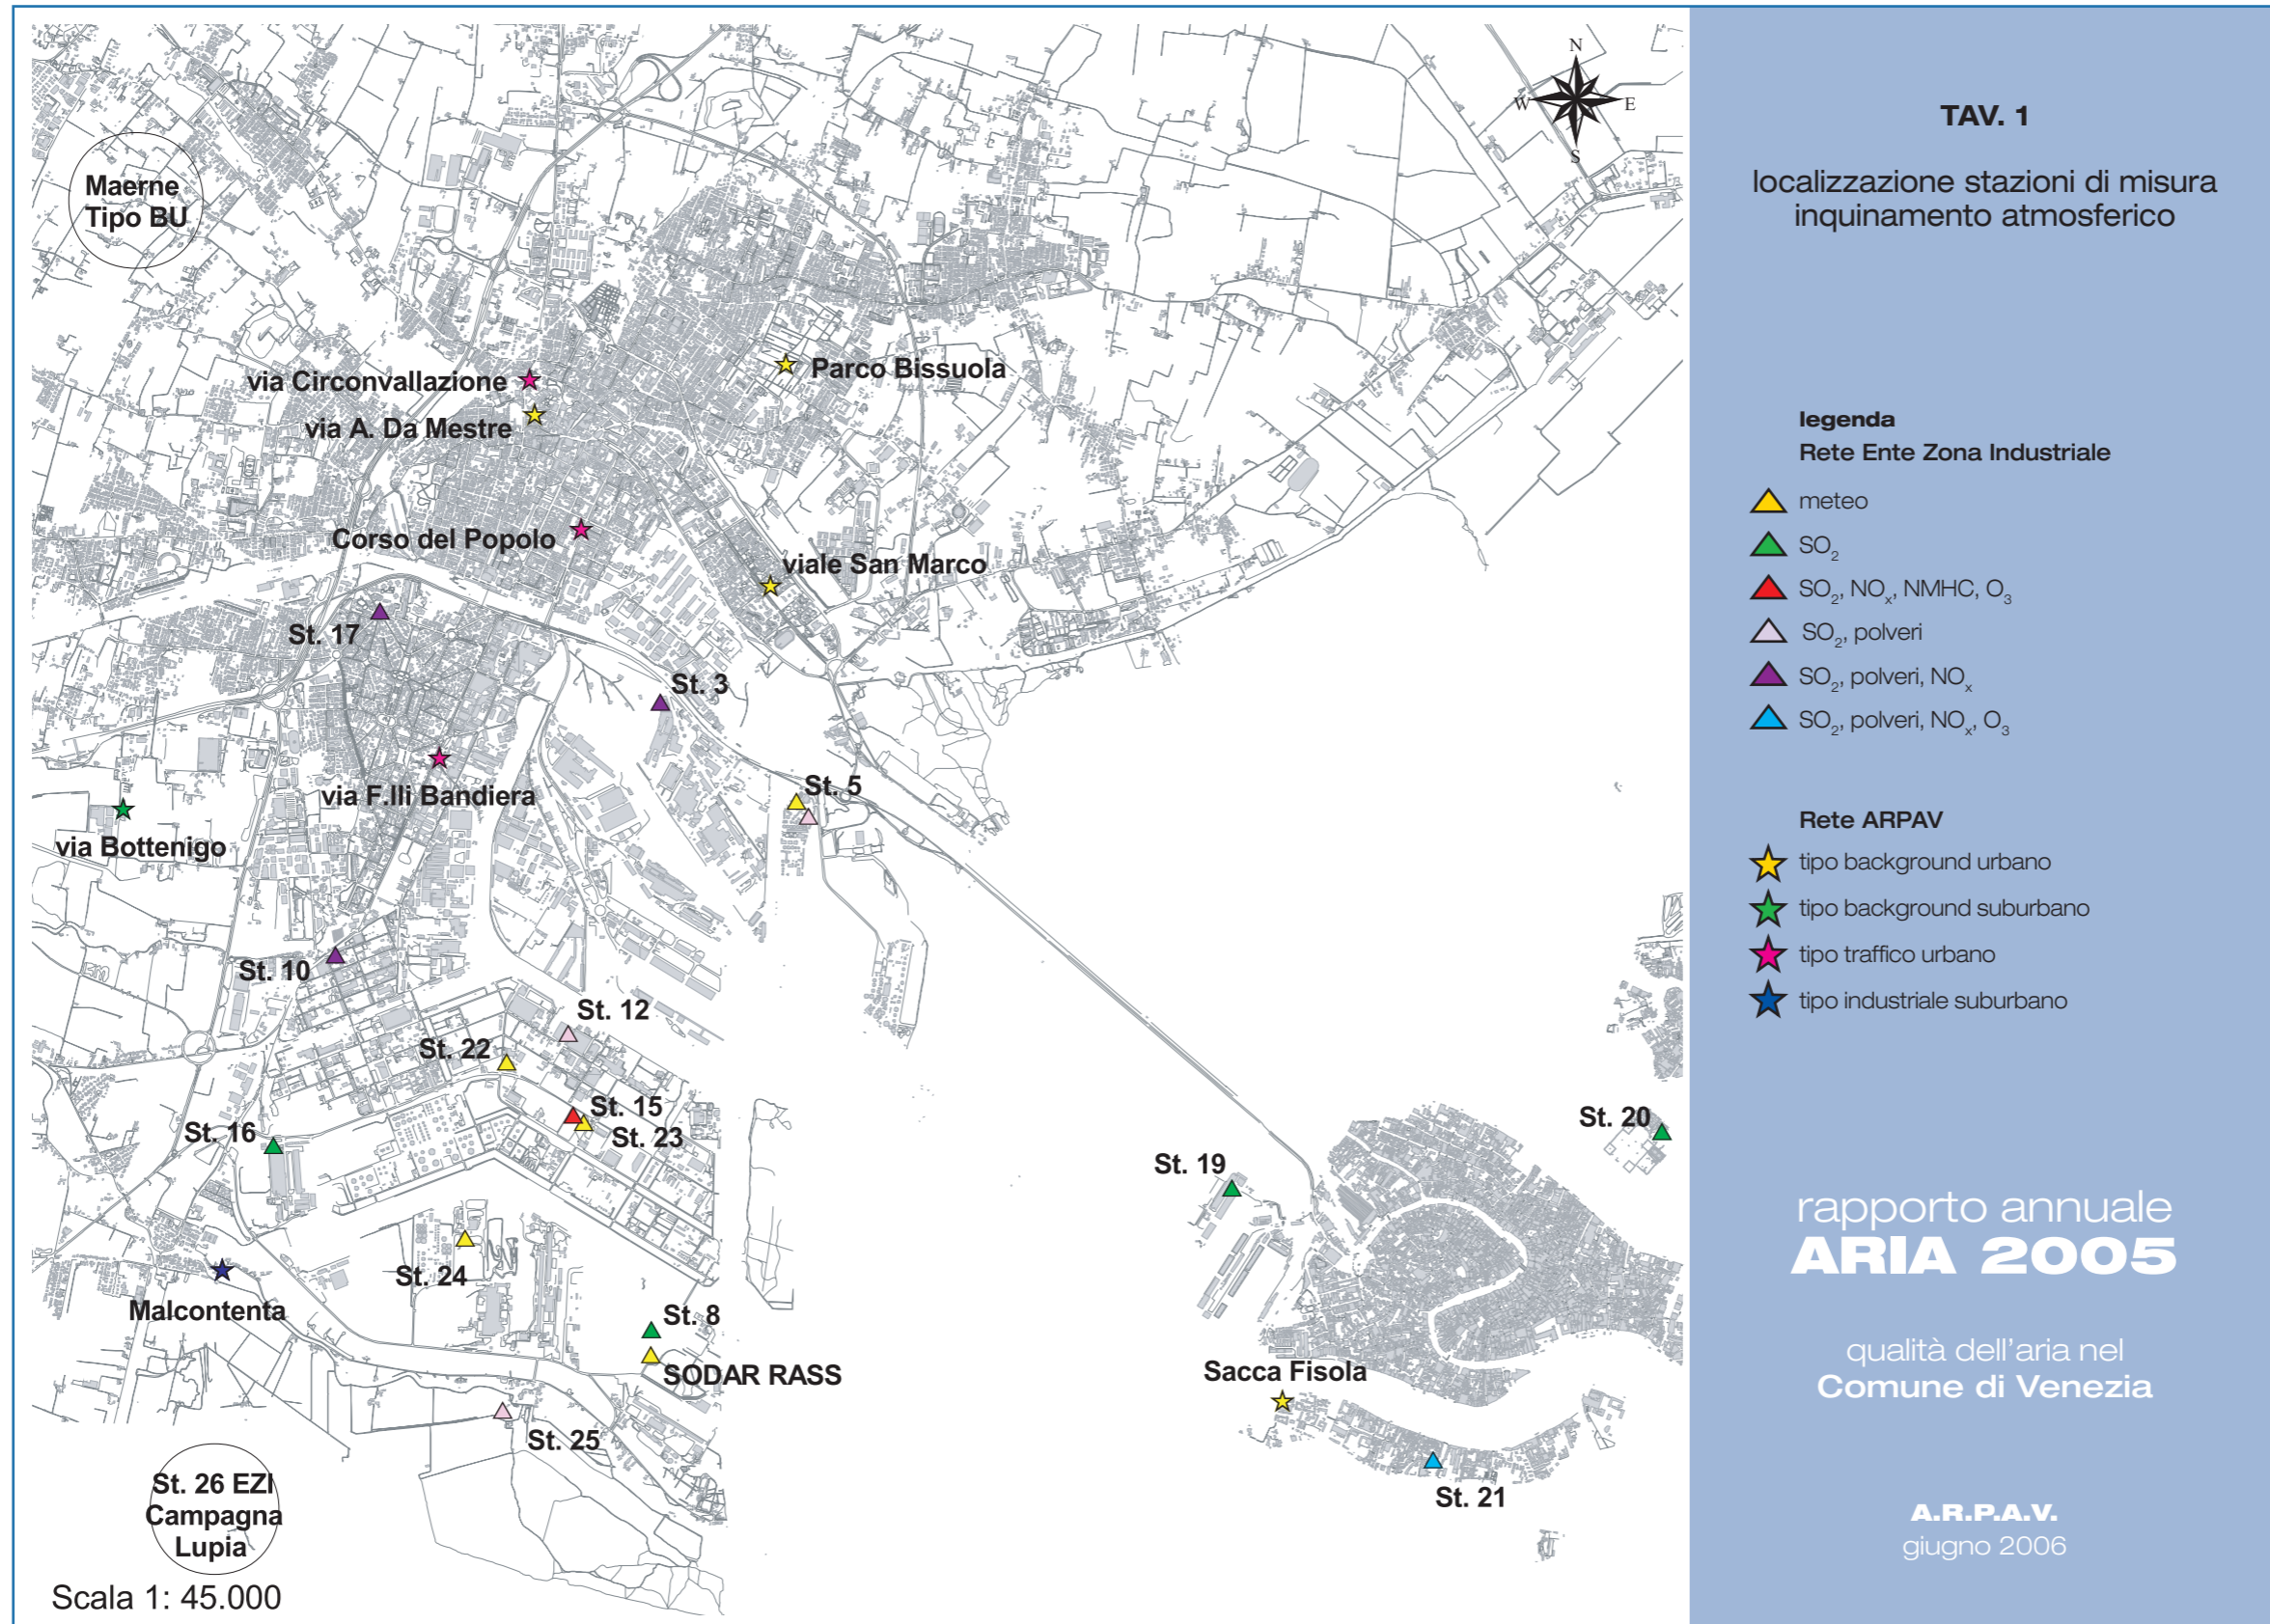 N
W
E
S
Maerne
Tipo BU
via Circonvallazione
Parco Bissuola
via A. Da Mestre
Corso del Popolo
viale San Marco
St. 17
St. 3
St. 5
via F.lli Bandiera
via Bottenigo
St. 10
St. 12
St. 22
St. 15
St. 23
St. 16
St. 20
St. 19
St. 24
Malcontenta
St. 8
SODAR RASS
Sacca Fisola
St. 25
St. 21
St. 26 EZI
Campagna
Lupia
Scala 1: 45.000
TAV. 1
localizzazione stazioni di misura
inquinamento atmosferico
legenda
Rete Ente Zona Industriale
meteo
SO₂
SO₂, NOₓ, NMHC, O₃
SO₂, polveri
SO₂, polveri, NOₓ
SO₂, polveri, NOₓ, O₃
Rete ARPAV
tipo background urbano
tipo background suburbano
tipo traffico urbano
tipo industriale suburbano
rapporto annuale
ARIA 2005
qualità dell'aria nel
Comune di Venezia
A.R.P.A.V.
giugno 2006